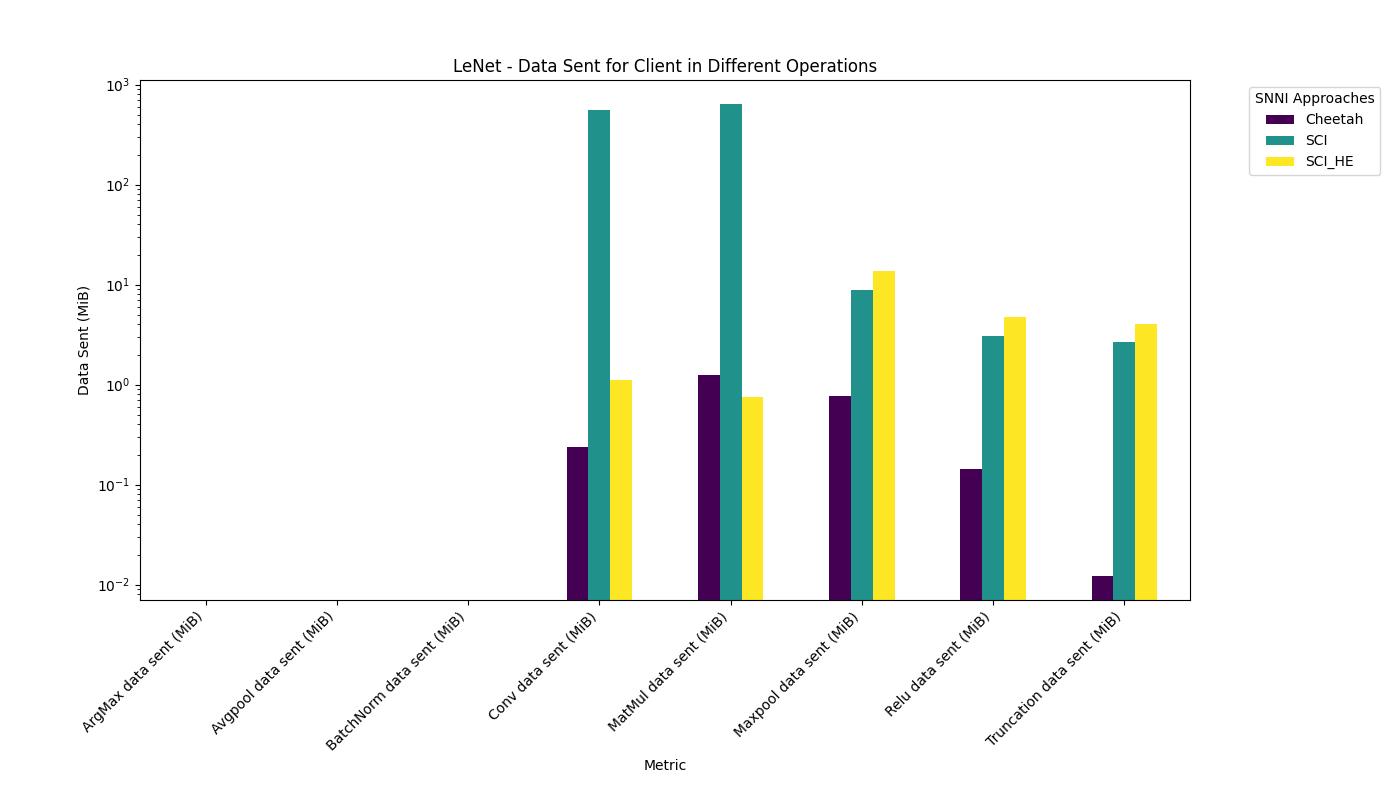 LeNet - Data Sent for Client in Different Operations
SNNI Approaches
Cheetah
SCI
SCI_HE
Data Sent (MiB)
10³
10²
10¹
10⁰
10⁻¹
10⁻²
ArgMax data sent (MiB)
Avgpool data sent (MiB)
BatchNorm data sent (MiB)
Conv data sent (MiB)
MatMul data sent (MiB)
Maxpool data sent (MiB)
Relu data sent (MiB)
Truncation data sent (MiB)
Metric